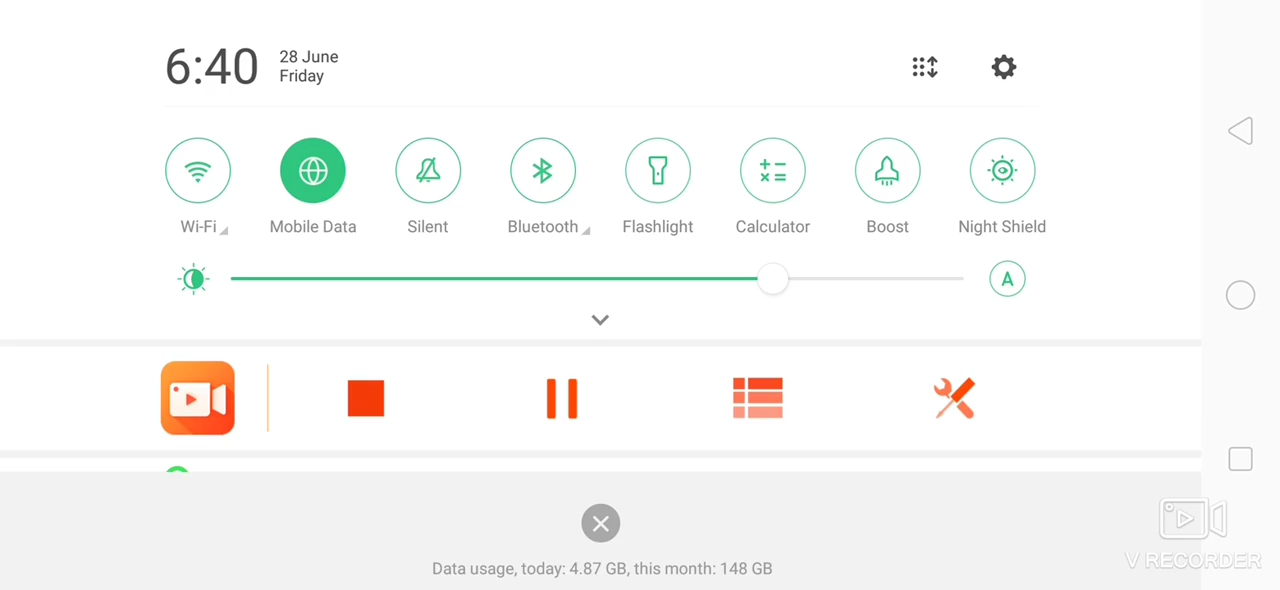 6:40
28 June
Friday
Wi-Fi
Mobile Data
Silent
Bluetooth
Flashlight
Calculator
Boost
Night Shield
A
Data usage, today: 4.87 GB, this month: 148 GB
V RECORDER